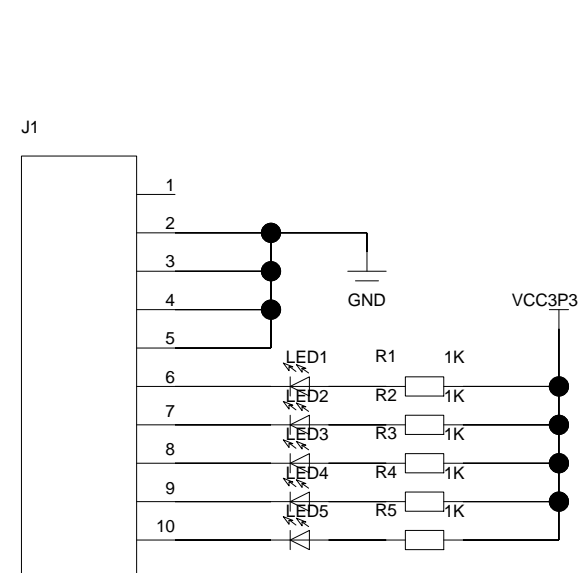 J1
1
2
3
4
GND VCC3P3
5
LED1 R1 1K
6
LED2 R2 1K
7
LED3 R3 1K
8
LED4 R4 1K
9
LED5 R5 1K
10